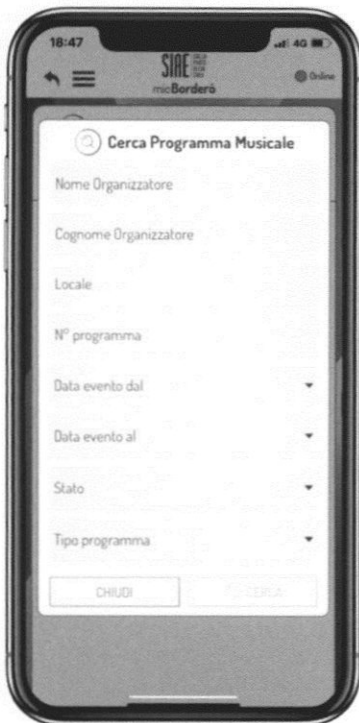 18:47
4G
SIAE
mioBorderò
Online
Cerca Programma Musicale
Nome Organizzatore
Cognome Organizzatore
Locale
N° programma
Data evento dal
Data evento al
Stato
Tipo programma
CHIUDI
CERCA